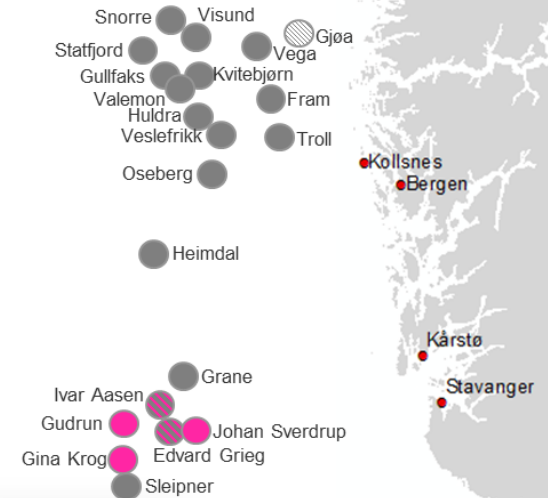 Snorre
Visund
Gjøa
Statfjord
Vega
Gullfaks
Kvitebjørn
Valemon
Fram
Huldra
Veslefrikk
Troll
Kollsnes
Oseberg
Bergen
Heimdal
Kårstø
Grane
Stavanger
Ivar Aasen
Gudrun
Johan Sverdrup
Edvard Grieg
Gina Krog
Sleipner